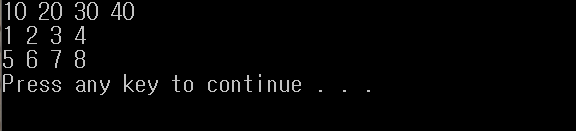 10 20 30 40
1 2 3 4
5 6 7 8
Press any key to continue . . .